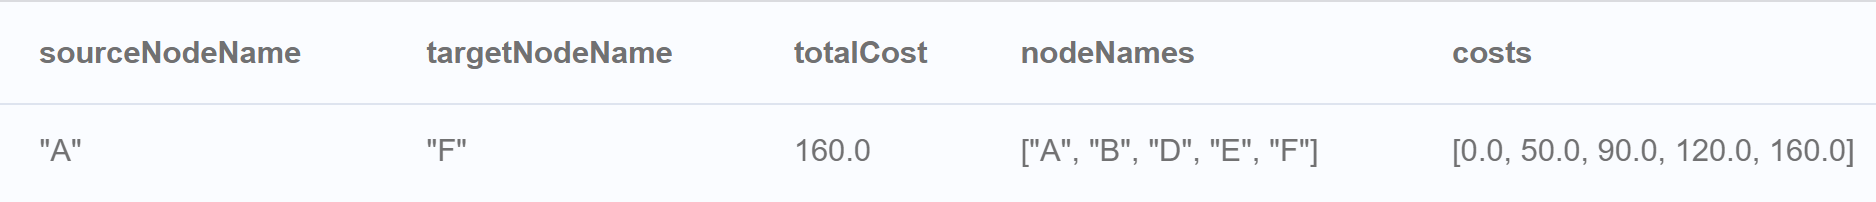 sourceNodeName targetNodeName totalCost nodeNames costs
"A" "F" 160.0 ["A", "B", "D", "E", "F"] [0.0, 50.0, 90.0, 120.0, 160.0]